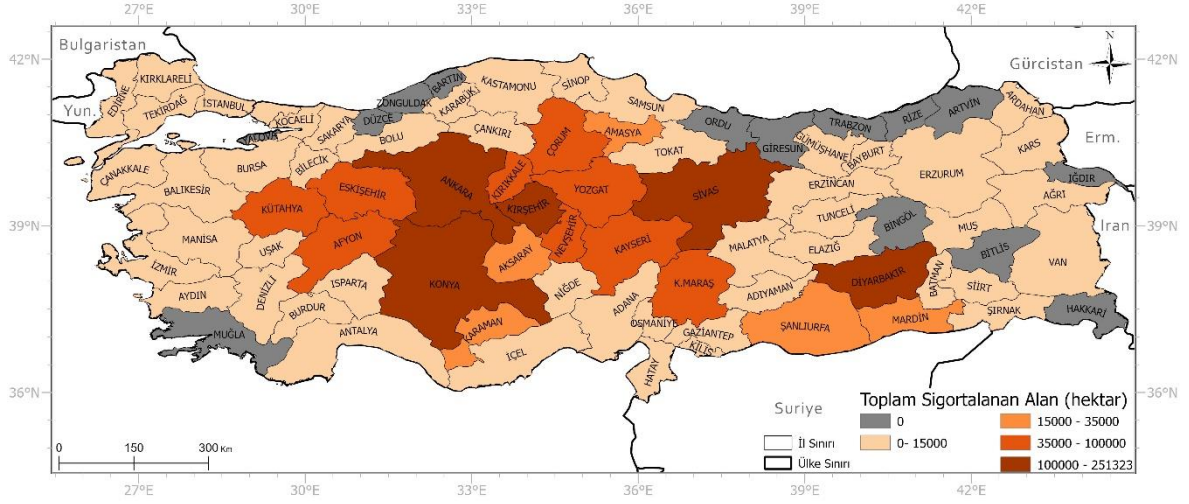 27°E 30°E 33°E 36°E 39°E 42°E
Bulgaristan
42°N
42°N
Gürcistan
N
Yun.
Erm.
Iran
KIRKLARELİ
EDİRNE
TEKİRDAĞ
İSTANBUL
KOCAELİ
YALOVA
SAKARYA
DÜZCE
ZONGULDAK
BARTIN
KARABÜK
KASTAMONU
SİNOP
SAMSUN
ORDU
GİRESUN
TRABZON
RİZE
ARTVİN
ARDAHAN
BOLU
ÇANKIRI
ÇORUM
AMASYA
TOKAT
GÜMÜŞHANE
BAYBURT
KARS
ÇANAKKALE
BURSA
BİLECİK
BALIKESİR
ESKİŞEHİR
ANKARA
KIRIKKALE
YOZGAT
SİVAS
ERZİNCAN
ERZURUM
IĞDIR
AĞRI
39°N
39°N
KÜTAHYA
KIRŞEHİR
TUNCELİ
BİNGÖL
MUŞ
MANİSA
UŞAK
AFYON
AKSARAY
NEVŞEHİR
KAYSERİ
MALATYA
ELAZIĞ
BİTLİS
VAN
İZMİR
DENİZLİ
ISPARTA
KONYA
NİĞDE
K.MARAŞ
ADIYAMAN
DİYARBAKIR
BATMAN
SİİRT
AYDIN
BURDUR
ANTALYA
KARAMAN
ADANA
OSMANİYE
GAZİANTEP
KİLİS
ŞANLIURFA
MARDİN
ŞIRNAK
HAKKARİ
MUĞLA
İÇEL
HATAY
36°N
36°N
Suriye
Toplam Sigortalanan Alan (hektar)
0
0- 15000
15000 - 35000
35000 - 100000
100000 - 251323
İl Sınırı
Ülke Sınırı
0 150 300 Km
27°E 30°E 33°E 36°E 39°E 42°E